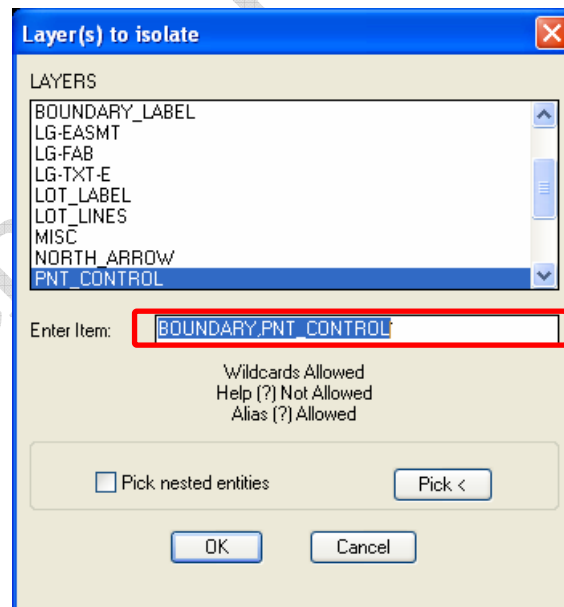 Layer(s) to isolate
LAYERS
BOUNDARY_LABEL
LG-EASMT
LG-FAB
LG-TXT-E
LOT_LABEL
LOT_LINES
MISC
NORTH_ARROW
PNT_CONTROL
Enter Item: BOUNDARY,PNT_CONTROL
Wildcards Allowed
Help (?) Not Allowed
Alias (?) Allowed
Pick nested entities Pick <
OK Cancel